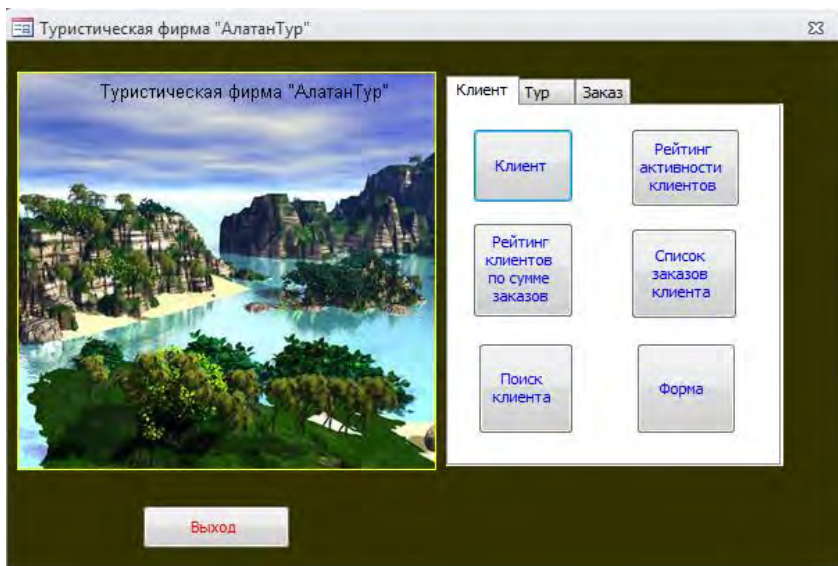 Туристическая фирма "АлатанТур"
Туристическая фирма "АлатанТур"
Клиент Тур Заказ
Клиент
Рейтинг
активности
клиентов
Рейтинг
клиентов
по сумме
заказов
Список
заказов
клиента
Поиск
клиента
Форма
Выход